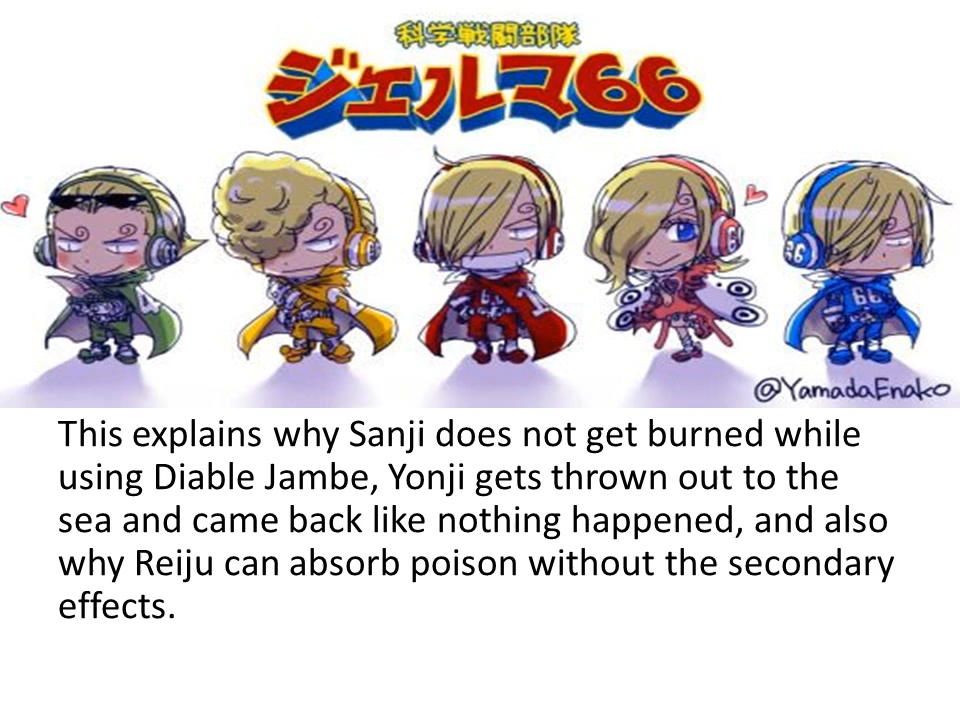 科学戦闘部隊
ジェルマ66
@YamadaEnako
This explains why Sanji does not get burned while
using Diable Jambe, Yonji gets thrown out to the
sea and came back like nothing happened, and also
why Reiju can absorb poison without the secondary
effects.